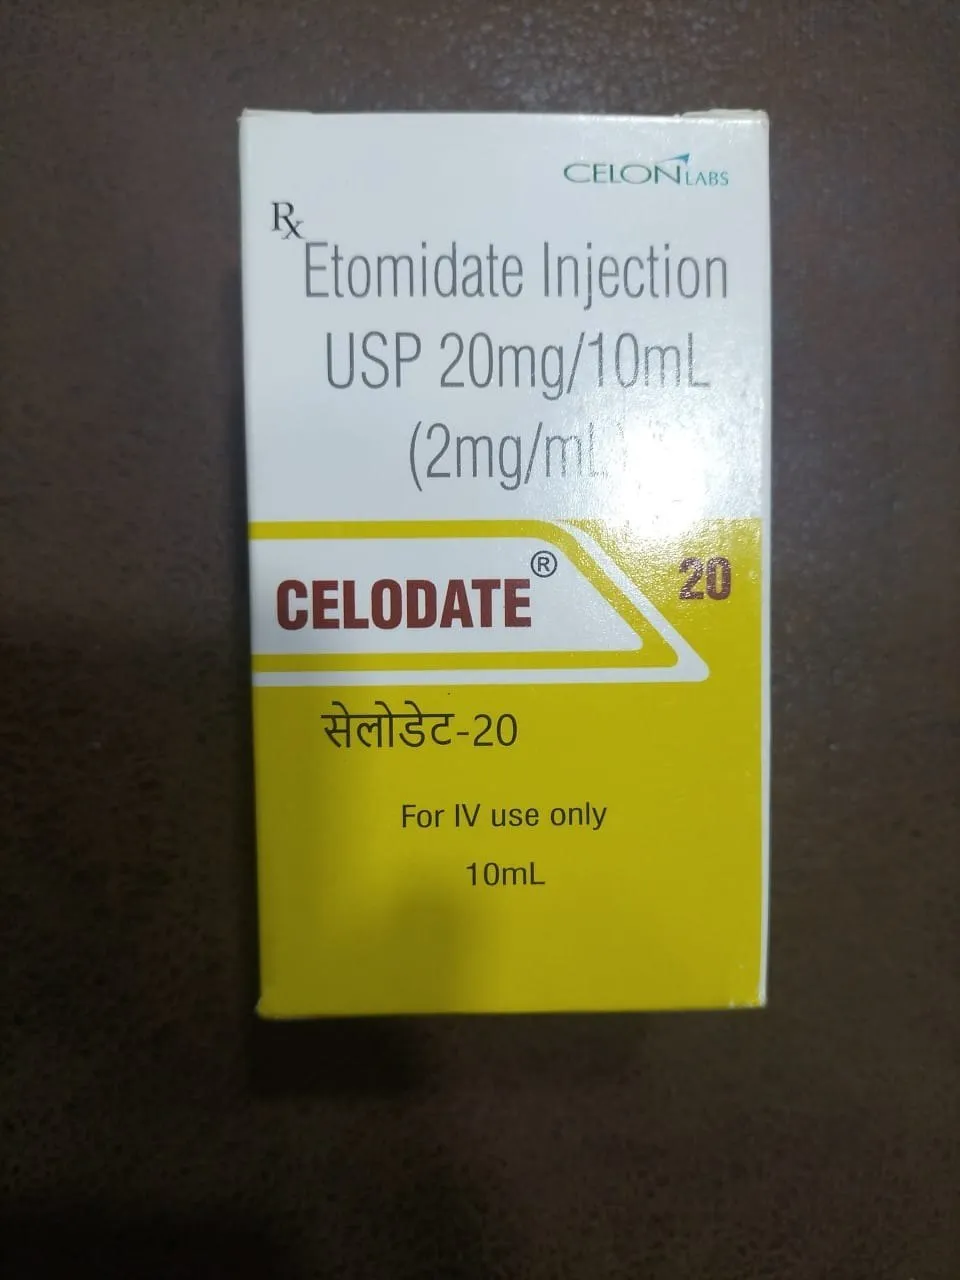 CELON LABS
Rx
Etomidate Injection
USP 20mg/10mL
(2mg/mL)
CELODATE® 20
सेलोडेट-20
For IV use only
10mL